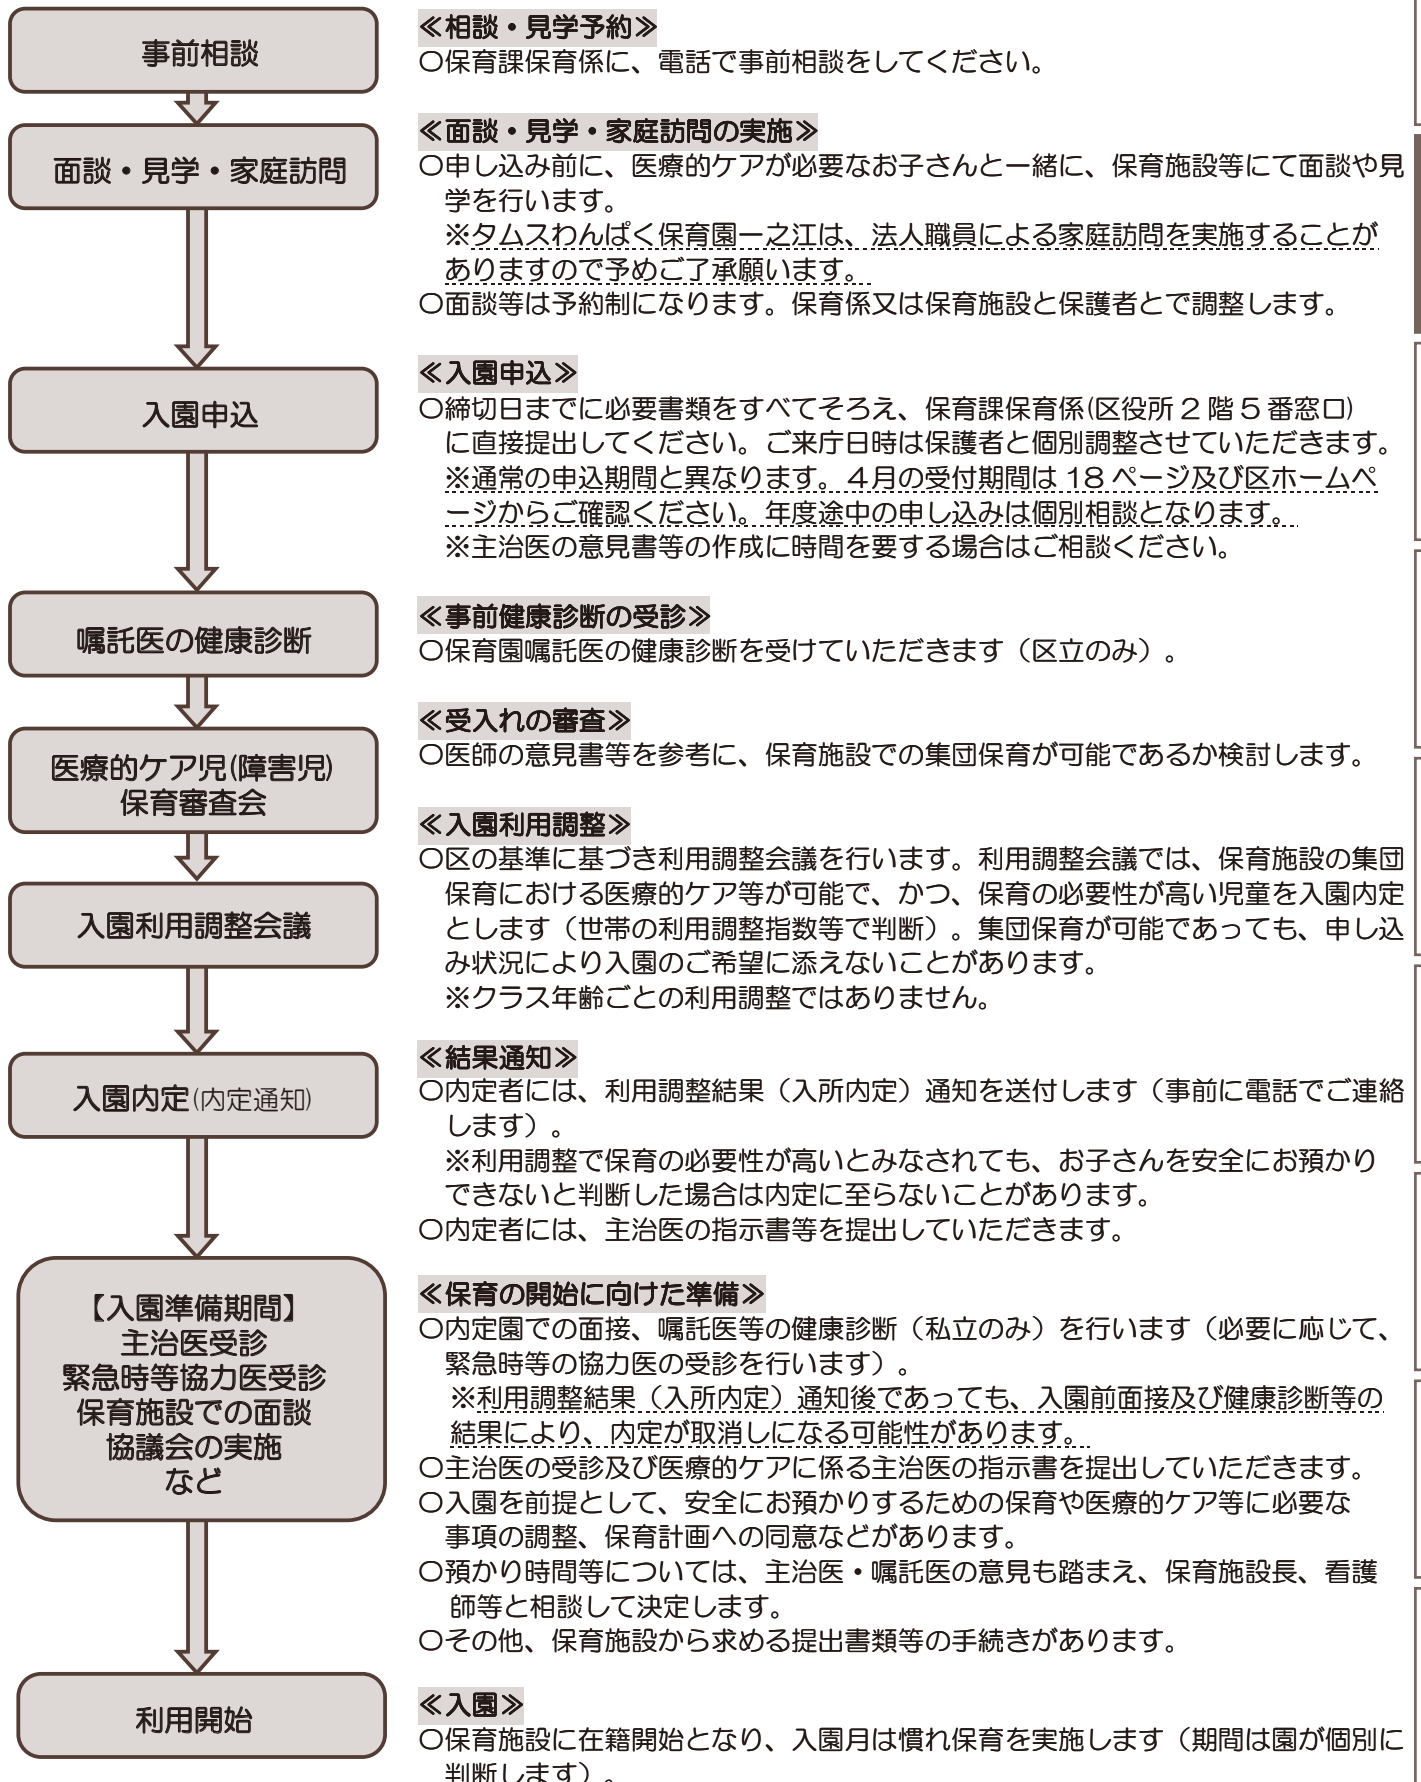 事前相談
≪相談・見学予約≫
〇保育課保育係に、電話で事前相談をしてください。
面談・見学・家庭訪問
≪面談・見学・家庭訪問の実施≫
〇申し込み前に、医療的ケアが必要なお子さんと一緒に、保育施設等にて面談や見
学を行います。
※タムスわんぱく保育園一之江は、法人職員による家庭訪問を実施することが
ありますので予めご了承願います。
〇面談等は予約制になります。保育係又は保育施設と保護者とで調整します。
入園申込
≪入園申込≫
〇締切日までに必要書類をすべてそろえ、保育課保育係(区役所2階5番窓口)
に直接提出してください。ご来庁日時は保護者と個別調整させていただきます。
※通常の申込期間と異なります。4月の受付期間は18ページ及び区ホームペ
ージからご確認ください。年度途中の申し込みは個別相談となります。
※主治医の意見書等の作成に時間を要する場合はご相談ください。
嘱託医の健康診断
≪事前健康診断の受診≫
〇保育園嘱託医の健康診断を受けていただきます（区立のみ）。
医療的ケア児(障害児)
保育審査会
≪受入れの審査≫
〇医師の意見書等を参考に、保育施設での集団保育が可能であるか検討します。
入園利用調整会議
≪入園利用調整≫
〇区の基準に基づき利用調整会議を行います。利用調整会議では、保育施設の集団
保育における医療的ケア等が可能で、かつ、保育の必要性が高い児童を入園内定
とします（世帯の利用調整指数等で判断）。集団保育が可能であっても、申し込
み状況により入園のご希望に添えないことがあります。
※クラス年齢ごとの利用調整ではありません。
入園内定(内定通知)
≪結果通知≫
〇内定者には、利用調整結果（入所内定）通知を送付します（事前に電話でご連絡
します）。
※利用調整で保育の必要性が高いとみなされても、お子さんを安全にお預かり
できないと判断した場合は内定に至らないことがあります。
〇内定者には、主治医の指示書等を提出していただきます。
【入園準備期間】
主治医受診
緊急時等協力医受診
保育施設での面談
協議会の実施
など
≪保育の開始に向けた準備≫
〇内定園での面接、嘱託医等の健康診断（私立のみ）を行います（必要に応じて、
緊急時等の協力医の受診を行います）。
※利用調整結果（入所内定）通知後であっても、入園前面接及び健康診断等の
結果により、内定が取消しになる可能性があります。
〇主治医の受診及び医療的ケアに係る主治医の指示書を提出していただきます。
〇入園を前提として、安全にお預かりするための保育や医療的ケア等に必要な
事項の調整、保育計画への同意などがあります。
〇預かり時間等については、主治医・嘱託医の意見も踏まえ、保育施設長、看護
師等と相談して決定します。
〇その他、保育施設から求める提出書類等の手続きがあります。
利用開始
≪入園≫
〇保育施設に在籍開始となり、入園月は慣れ保育を実施します（期間は園が個別に
判断します）。